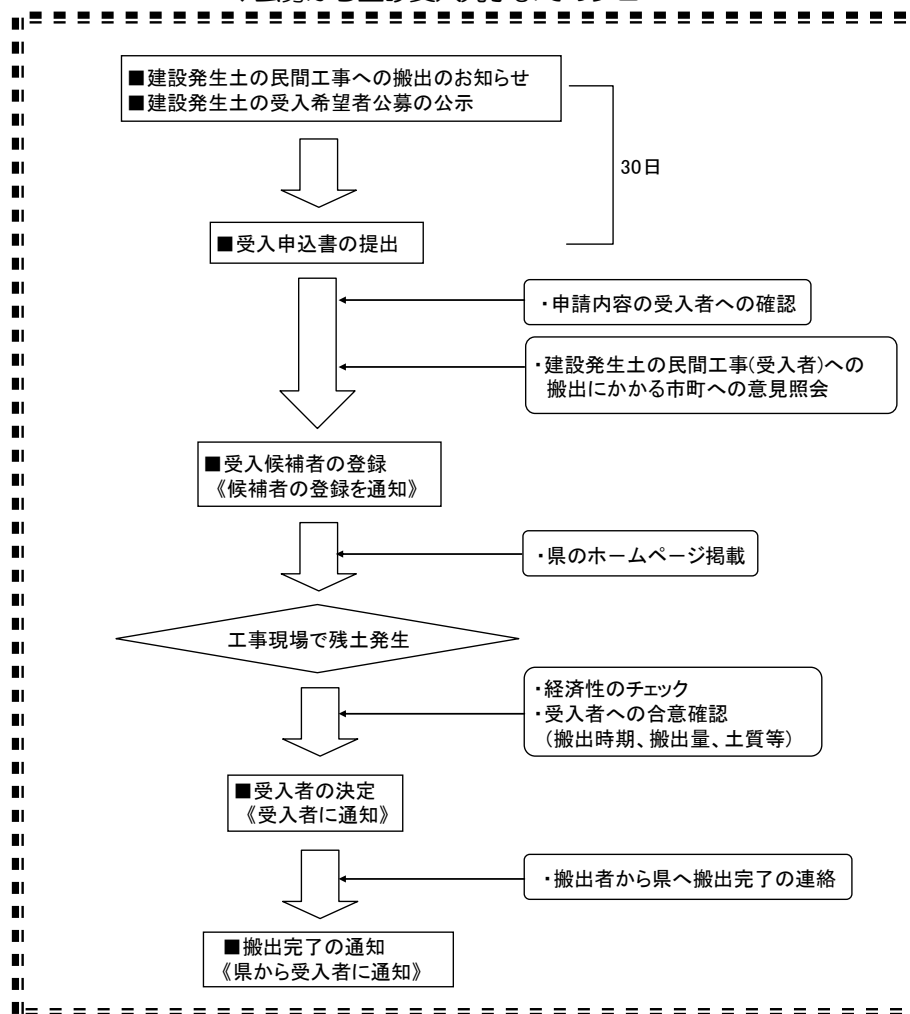 ■建設発生土の民間工事への搬出のお知らせ
■建設発生土の受入希望者公募の公示
30日
■受入申込書の提出
・申請内容の受入者への確認
・建設発生土の民間工事(受入者)への
搬出にかかる市町への意見照会
■受入候補者の登録
《候補者の登録を通知》
・県のホームページ掲載
工事現場で残土発生
・経済性のチェック
・受入者への合意確認
(搬出時期、搬出量、土質等)
■受入者の決定
《受入者に通知》
・搬出者から県へ搬出完了の連絡
■搬出完了の通知
《県から受入者に通知》